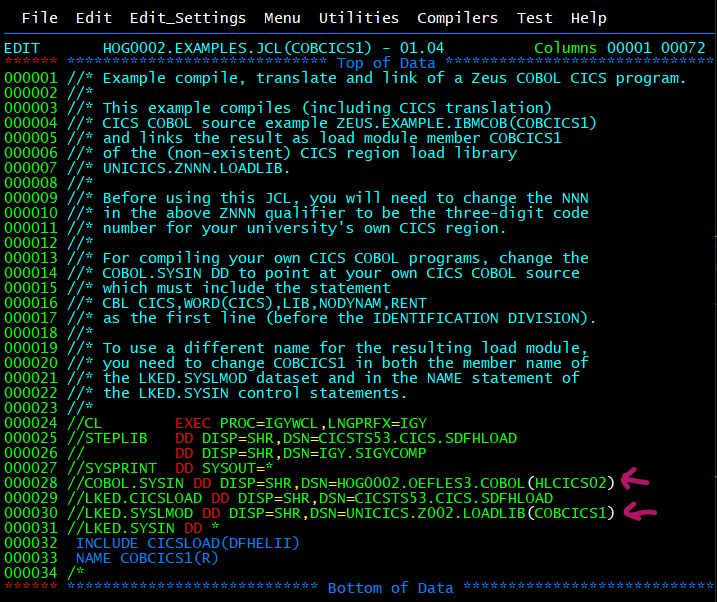 File  Edit  Edit_Settings  Menu  Utilities  Compilers  Test  Help
EDIT       HOG0002.EXAMPLES.JCL(COBCICS1) - 01.04          Columns 00001 00072
****** **************************** Top of Data ******************************
000001 //* Example compile, translate and link of a Zeus COBOL CICS program.
000002 //*
000003 //* This example compiles (including CICS translation)
000004 //* CICS COBOL source example ZEUS.EXAMPLE.IBMCOB(COBCICS1)
000005 //* and links the result as load module member COBCICS1
000006 //* of the (non-existent) CICS region load library
000007 //* UNICICS.ZNNN.LOADLIB.
000008 //*
000009 //* Before using this JCL, you will need to change the NNN
000010 //* in the above ZNNN qualifier to be the three-digit code
000011 //* number for your university's own CICS region.
000012 //*
000013 //* For compiling your own CICS COBOL programs, change the
000014 //* COBOL.SYSIN DD to point at your own CICS COBOL source
000015 //* which must include the statement
000016 //* CBL CICS,WORD(CICS),LIB,NODYNAM,RENT
000017 //* as the first line (before the IDENTIFICATION DIVISION).
000018 //*
000019 //* To use a different name for the resulting load module,
000020 //* you need to change COBCICS1 in both the member name of
000021 //* the LKED.SYSLMOD dataset and in the NAME statement of
000022 //* the LKED.SYSIN control statements.
000023 //*
000024 //CL       EXEC PROC=IGYWCL,LNGPRFX=IGY
000025 //STEPLIB   DD DISP=SHR,DSN=CICSTS53.CICS.SDFHLOAD
000026 //          DD DISP=SHR,DSN=IGY.SIGYCOMP
000027 //SYSPRINT  DD SYSOUT=*
000028 //COBOL.SYSIN DD DISP=SHR,DSN=HOG0002.OEFLES3.COBOL(HLCICS02)
000029 //LKED.CICSLOAD DD DISP=SHR,DSN=CICSTS53.CICS.SDFHLOAD
000030 //LKED.SYSLMOD DD DISP=SHR,DSN=UNICICS.Z002.LOADLIB(COBCICS1)
000031 //LKED.SYSIN DD *
000032  INCLUDE CICSLOAD(DFHELII)
000033  NAME COBCICS1(R)
000034 /*
****** *************************** Bottom of Data ****************************